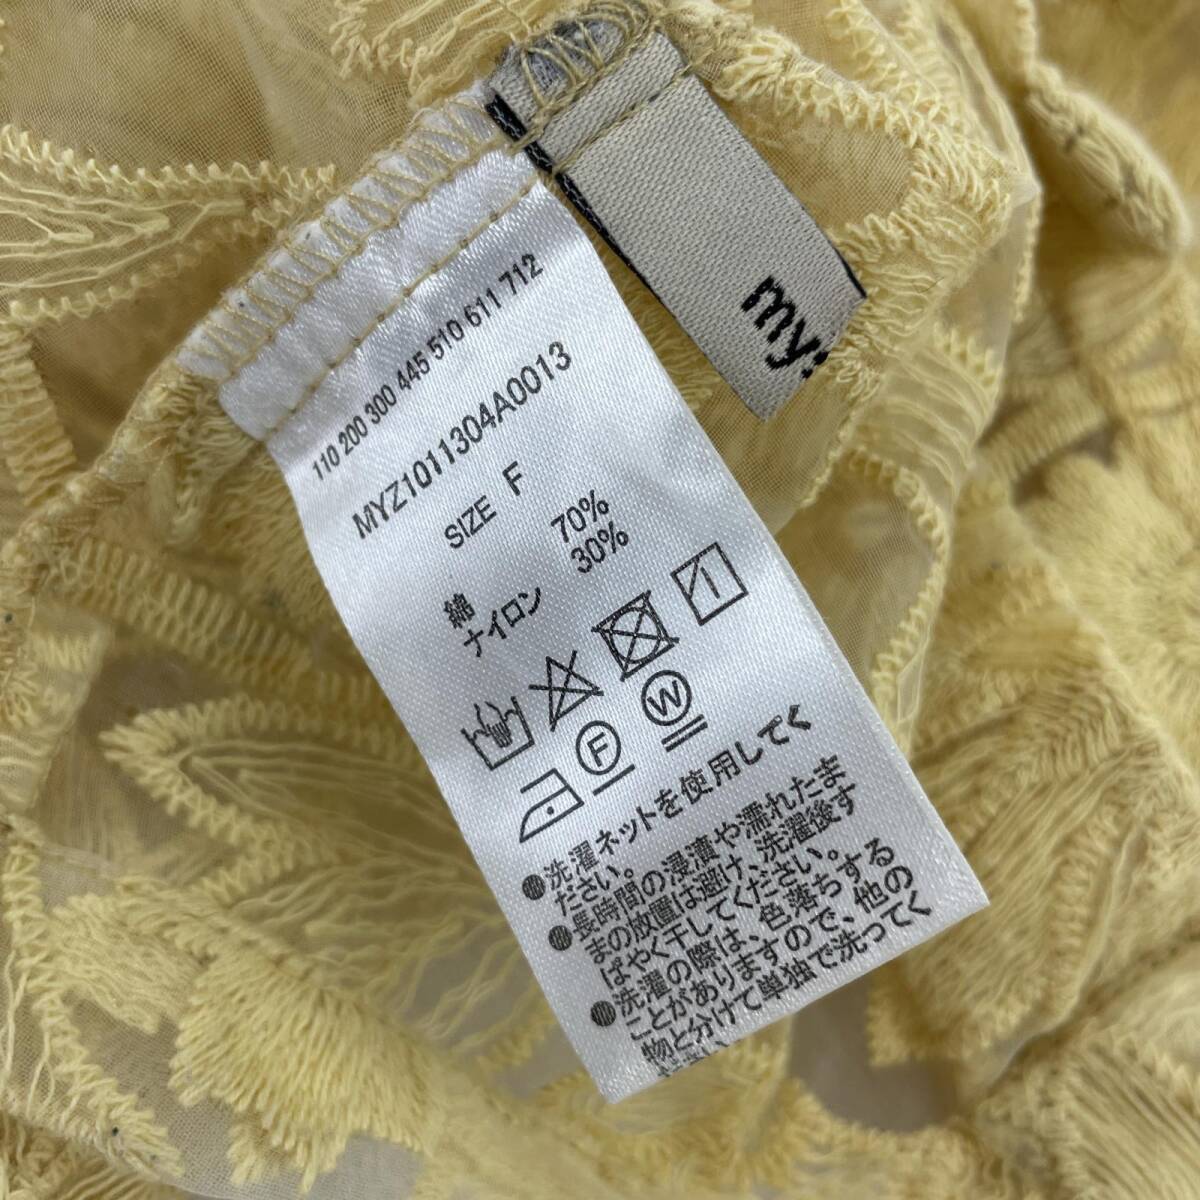 my
110 200 300 445 510 611 712
MYZ1011304A0013
SIZE F
綿 70%
ナイロン 30%
F W
●洗濯ネットを使用してく
ださい。
●長時間の浸漬や濡れたま
まの放置は避け、洗濯後す
ぱやく干してください。
●洗濯の際は、色落ちする
ことがありますので、他の
物と分けて単独で洗ってく